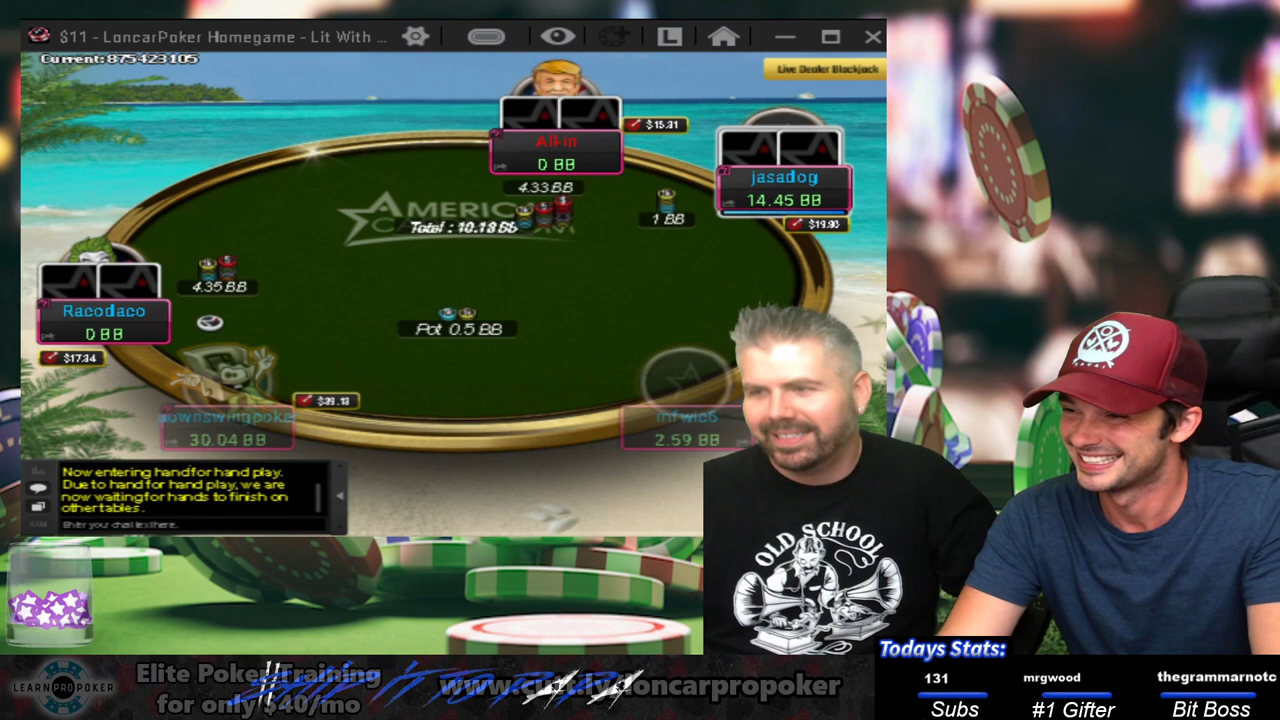 $11 - LoncarPoker Homegame - Lit With ...
Current: 875423105
Live Dealer Blackjack
All-in
0 BB
$15.31
jasadog
14.45 BB
$19.93
4.33 BB
1 BB
Total : 10.18 BB
4.35 BB
Racodaco
0 BB
$17.34
Pot 0.5 BB
downswingpoker
30.04 BB
mfwic6
2.59 BB
Now entering hand for hand play.
Due to hand for hand play, we are
now waiting for hands to finish on
other tables.
Enter your chat text here.
OLD SCHOOL
LEARN PRO POKER
Elite Poker Training
for only $40/mo
Todays Stats:
131
Subs
mrgwood
#1 Gifter
thegrammarnotc
Bit Boss